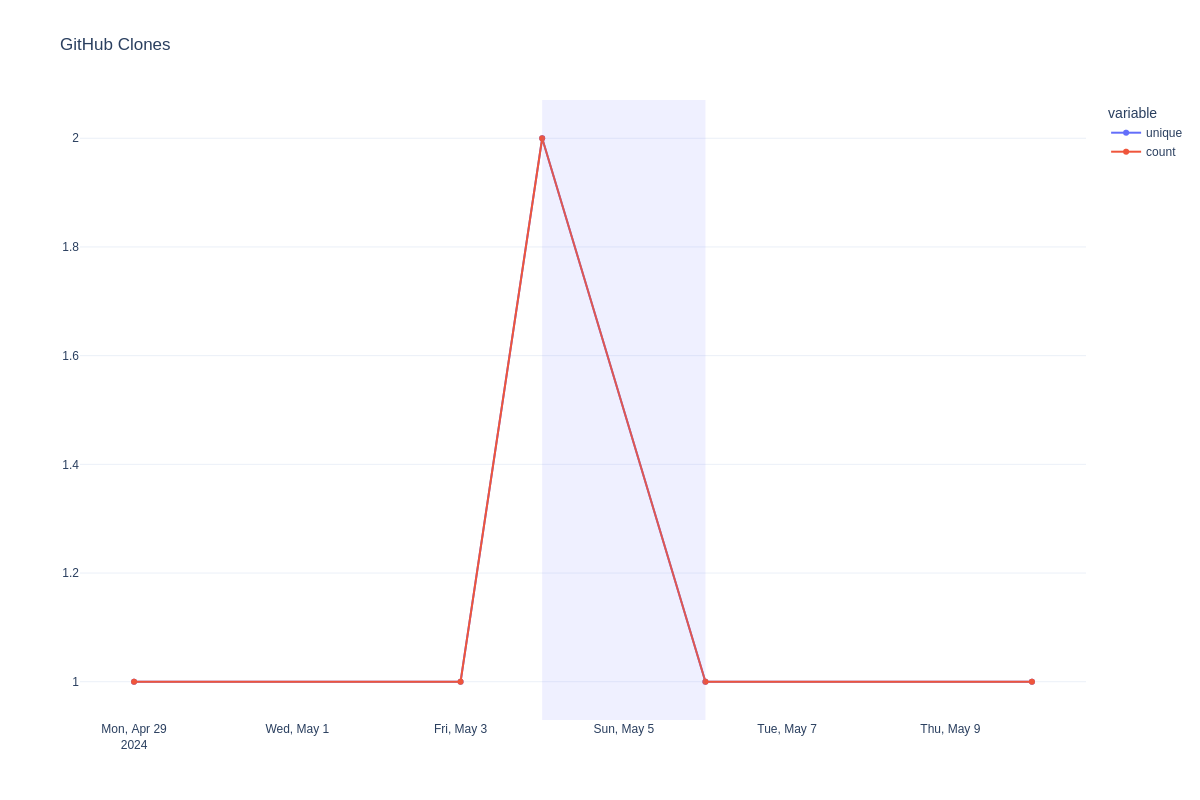 GitHub Clones
variable
unique
count
2
1.8
1.6
1.4
1.2
1
Mon, Apr 29
2024
Wed, May 1
Fri, May 3
Sun, May 5
Tue, May 7
Thu, May 9